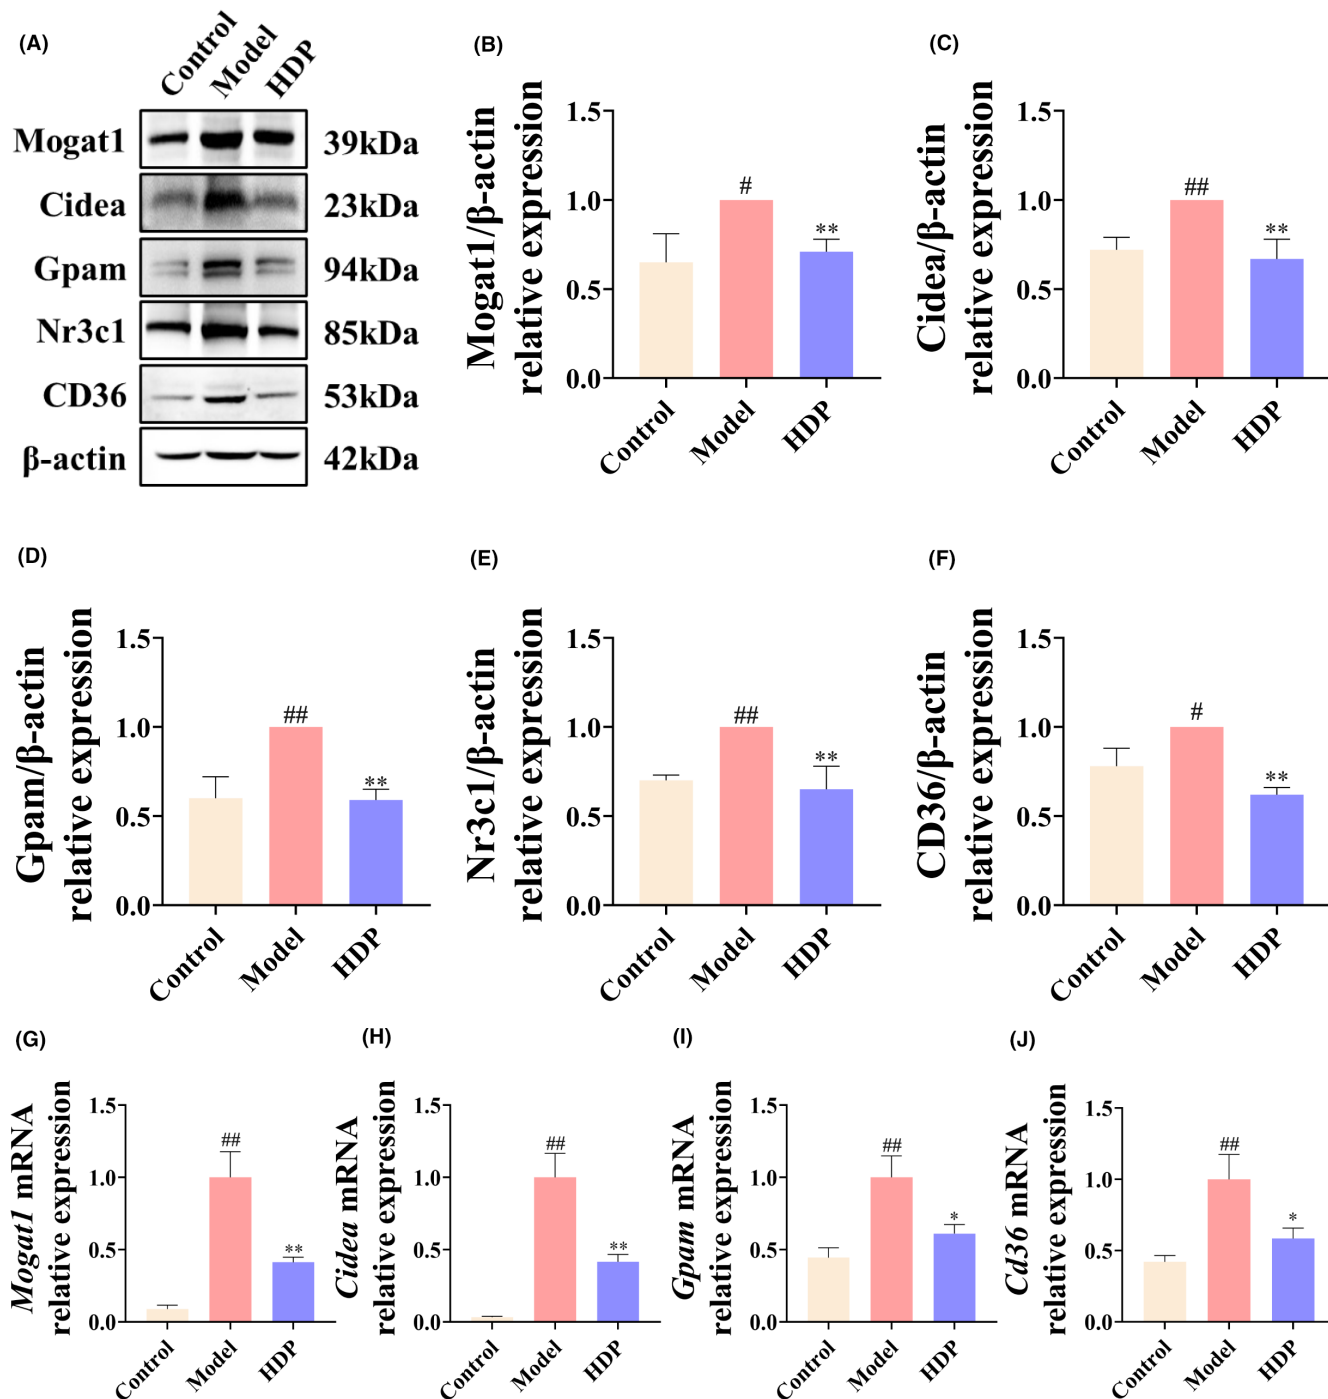 (A)
Control
Model
HDP
Mogat1 39kDa
Cidea 23kDa
Gpam 94kDa
Nr3c1 85kDa
CD36 53kDa
β-actin 42kDa
(B)
Mogat1/β-actin
relative expression
1.5
1.0
0.5
0.0
#
**
Control
Model
HDP
(C)
Cidea/β-actin
relative expression
1.5
1.0
0.5
0.0
##
**
Control
Model
HDP
(D)
Gpam/β-actin
relative expression
1.5
1.0
0.5
0.0
##
**
Control
Model
HDP
(E)
Nr3c1/β-actin
relative expression
1.5
1.0
0.5
0.0
##
**
Control
Model
HDP
(F)
CD36/β-actin
relative expression
1.5
1.0
0.5
0.0
#
**
Control
Model
HDP
(G)
Mogat1 mRNA
relative expression
1.5
1.0
0.5
0.0
##
**
Control
Model
HDP
(H)
Cidea mRNA
relative expression
1.5
1.0
0.5
0.0
##
**
Control
Model
HDP
(I)
Gpam mRNA
relative expression
1.5
1.0
0.5
0.0
##
*
Control
Model
HDP
(J)
Cd36 mRNA
relative expression
1.5
1.0
0.5
0.0
##
*
Control
Model
HDP